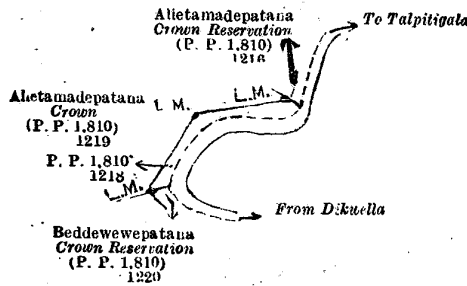 Alietamadepatana
Crown Reservation
(P. P. 1,810)
1216
To Talpitigala
L.M.
L. M.
Alietamadepatana
Crown
(P. P. 1,810)
1219
P. P. 1,810
1218
L.M.
From Dikwella
Beddewewepatana
Crown Reservation
(P. P. 1,810)
1220